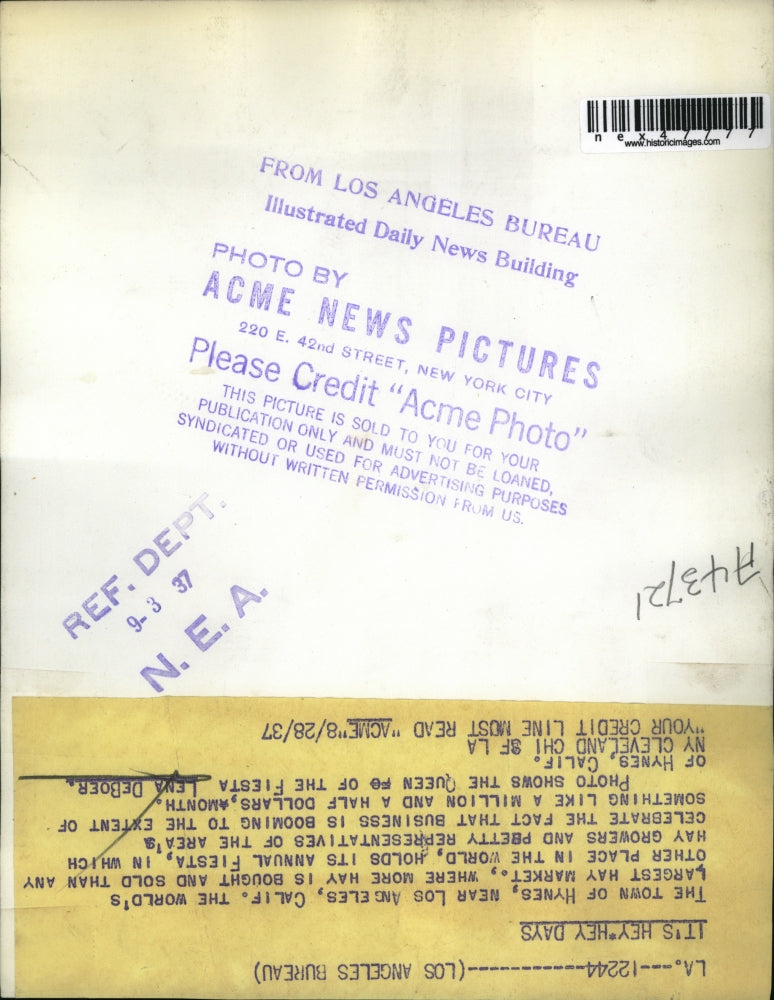 nex47777
www.historicimages.com
FROM LOS ANGELES BUREAU
Illustrated Daily News Building
PHOTO BY
ACME NEWS PICTURES
220 E. 42nd STREET, NEW YORK CITY
Please Credit "Acme Photo"
THIS PICTURE IS SOLD TO YOU FOR YOUR
PUBLICATION ONLY AND MUST NOT BE LOANED,
SYNDICATED OR USED FOR ADVERTISING PURPOSES
WITHOUT WRITTEN PERMISSION FROM US.
REF. DEPT.
9-3 37
N. E. A.
A43721
LA.---12244--------------(LOS ANGELES BUREAU)
IT'S HEY*HEY DAYS
THE TOWN OF HYNES, NEAR LOS ANGELES, CALIF. THE WORLD'S
LARGEST HAY MARKET., WHERE MORE HAY IS BOUGHT AND SOLD THAN ANY
OTHER PLACE IN THE WORLD, HOLDS ITS ANNUAL FIESTA, IN WHICH
HAY GROWERS AND PRETTY REPRESENTATIVES OF THE AREA'S
CELEBRATE THE FACT THAT BUSINESS IS BOOMING TO THE EXTENT OF
SOMETHING LIKE A MILLION AND A HALF DOLLARS, AMONTH.
PHOTO SHOWS THE QUEEN OF THE FIESTA LENA DEBOER.
OF HYNES, CALIF.
NY CLEVELAND CHI SF LA
"YOUR CREDIT LINE MOST READ "ACME"8/28/37